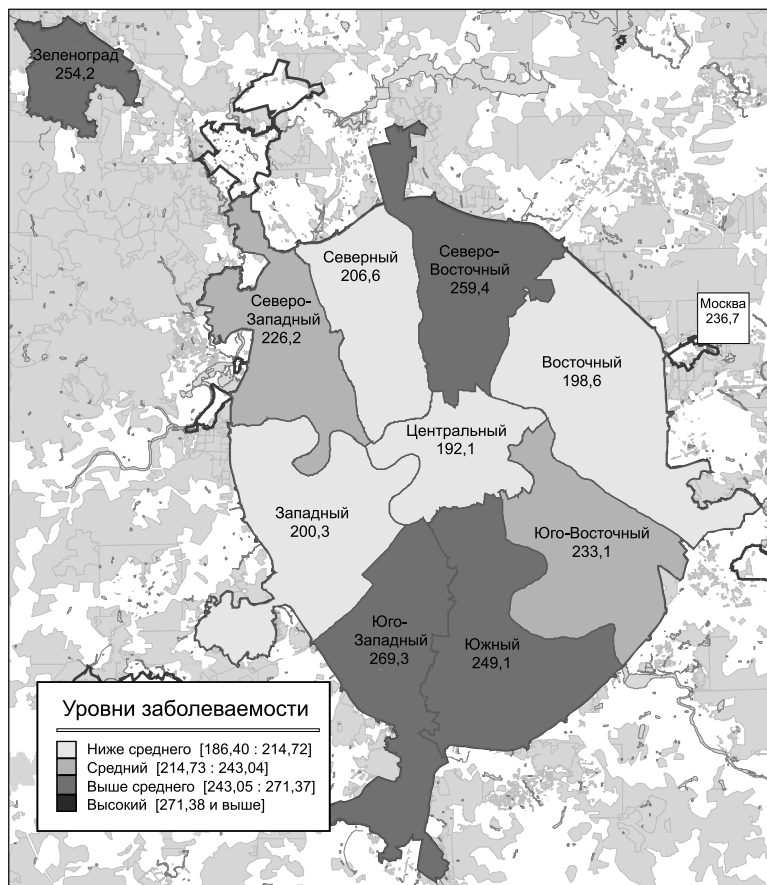 Зеленоград
254,2
Северный
206,6
Северо-
Восточный
259,4
Северо-
Западный
226,2
Москва
236,7
Восточный
198,6
Центральный
192,1
Западный
200,3
Юго-Восточный
233,1
Юго-
Западный
269,3
Южный
249,1
Уровни заболеваемости
Ниже среднего [186,40 : 214,72]
Средний [214,73 : 243,04]
Выше среднего [243,05 : 271,37]
Высокий [271,38 и выше]